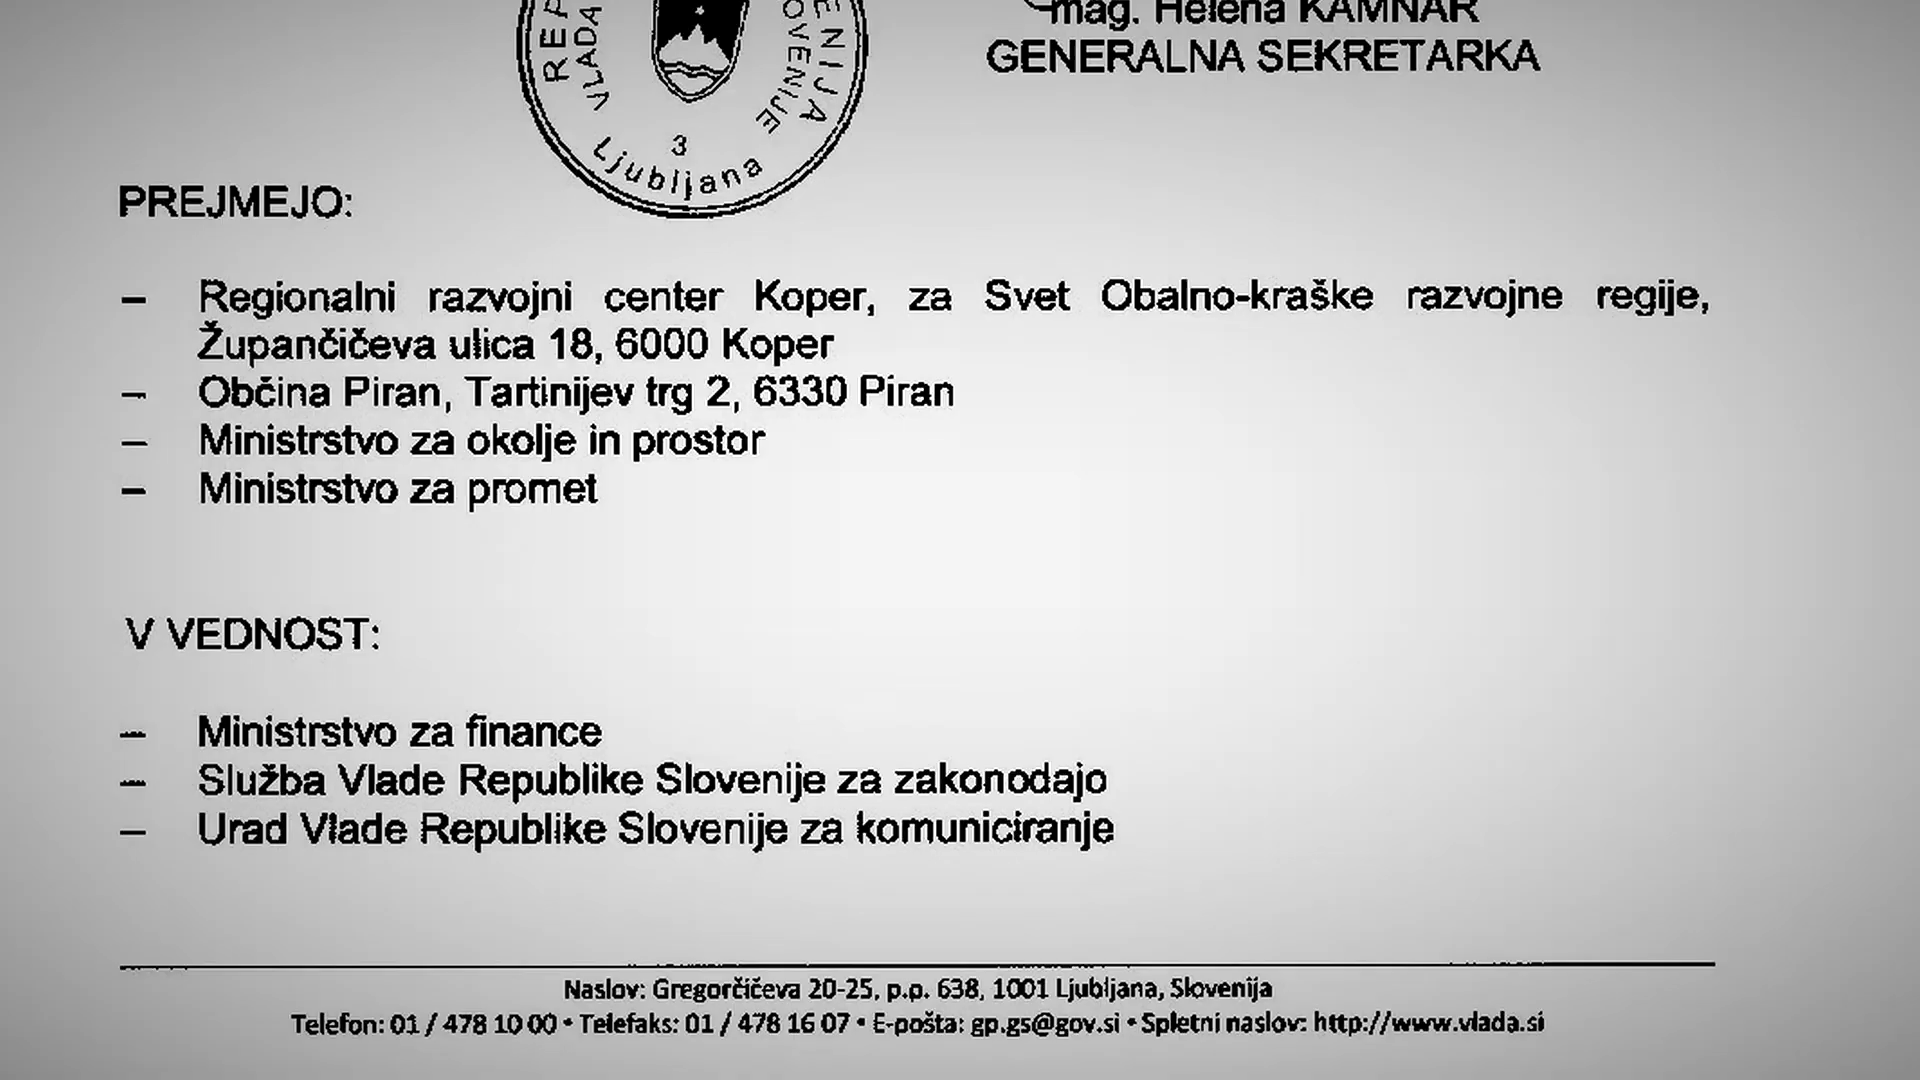 mag. Helena KAMNAR
GENERALNA SEKRETARKA
VLADA
3
Ljubljana
PREJMEJO:
– Regionalni razvojni center Koper, za Svet Obalno-kraške razvojne regije,
Župančičeva ulica 18, 6000 Koper
– Občina Piran, Tartinijev trg 2, 6330 Piran
– Ministrstvo za okolje in prostor
– Ministrstvo za promet
V VEDNOST:
– Ministrstvo za finance
– Služba Vlade Republike Slovenije za zakonodajo
– Urad Vlade Republike Slovenije za komuniciranje
Naslov: Gregorčičeva 20-25, p.p. 638, 1001 Ljubljana, Slovenija
Telefon: 01 / 478 10 00 • Telefaks: 01 / 478 16 07 • E-pošta: gp.gs@gov.si • Spletni naslov: http://www.vlada.si